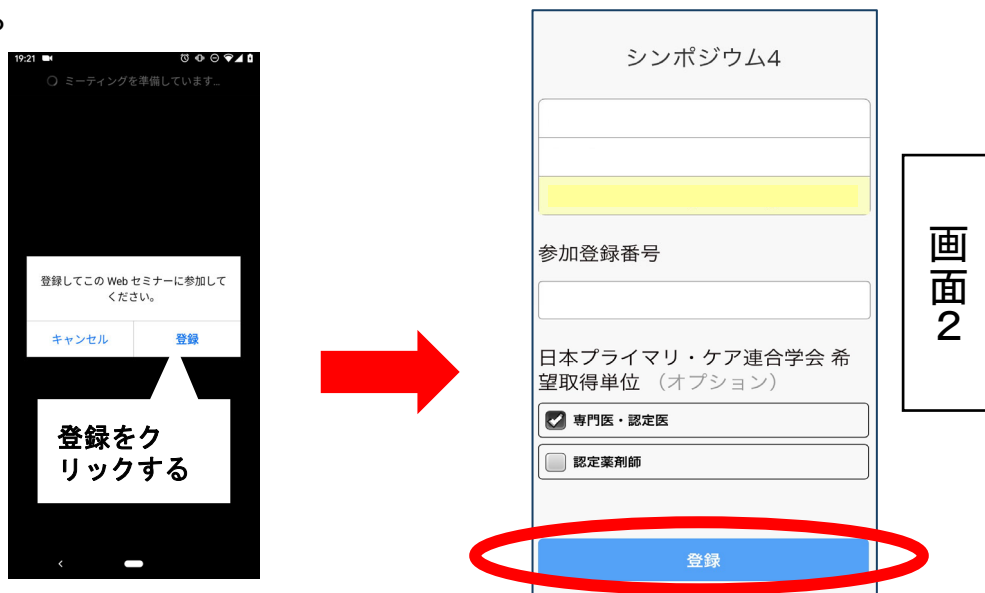 19:21
ミーティングを準備しています...
登録してこの Web セミナーに参加して
ください。
キャンセル 登録
登録をク
リックする
シンポジウム4
参加登録番号
日本プライマリ・ケア連合学会 希
望取得単位 (オプション)
専門医・認定医
認定薬剤師
登録
画面2